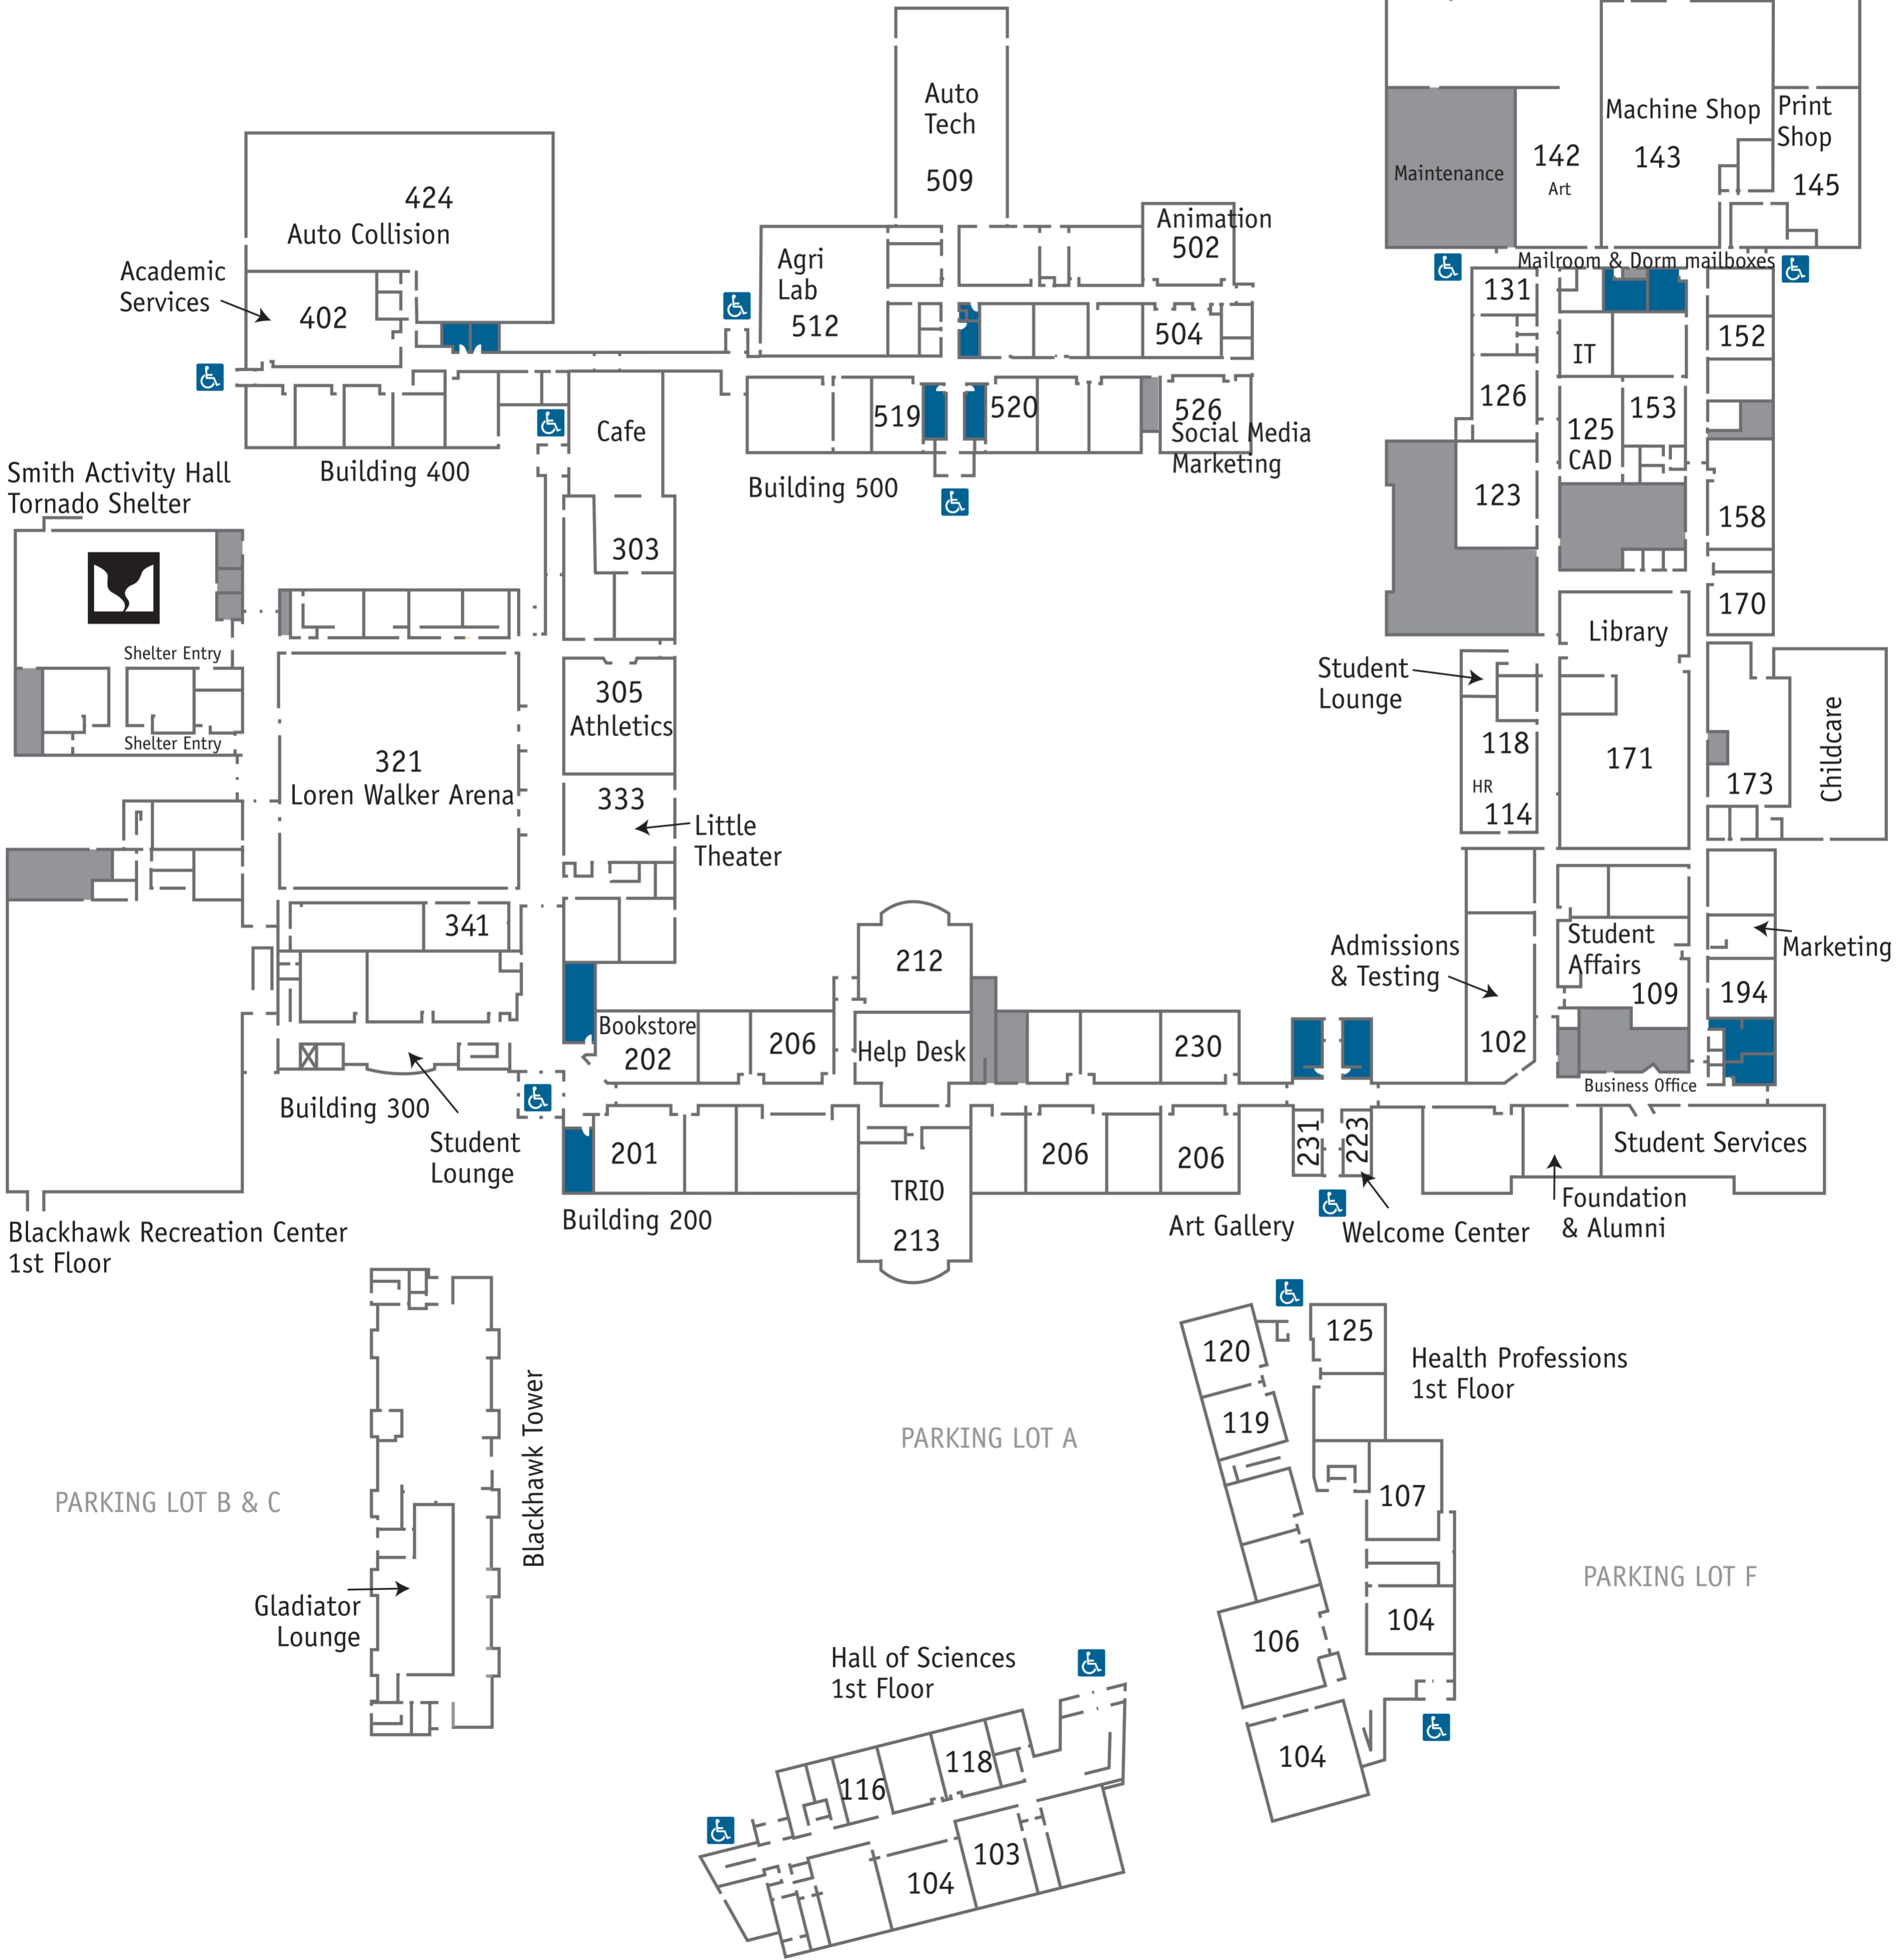 Auto
Tech
509
Machine Shop
143
Print
Shop
145
Maintenance
142
Art
424
Auto Collision
Academic
Services
402
Animation
502
Agri
Lab
512
504
Mailroom & Dorm mailboxes
131
IT
152
126
125
CAD
153
519
520
526
Social Media
Marketing
Cafe
Building 400
Building 500
123
158
Smith Activity Hall
Tornado Shelter
303
170
Library
Shelter Entry
Student
Lounge
305
Athletics
118
171
Childcare
Shelter Entry
321
Loren Walker Arena
HR
173
333
114
Little
Theater
341
212
Admissions
& Testing
Student
Affairs
109
Marketing
194
Bookstore
202
206
Help Desk
230
102
Business Office
Building 300
Student
Lounge
201
206
206
231
223
Student Services
TRIO
213
Foundation
& Alumni
Building 200
Art Gallery
Welcome Center
Blackhawk Recreation Center
1st Floor
120
125
Health Professions
1st Floor
119
Blackhawk Tower
PARKING LOT A
PARKING LOT B & C
107
PARKING LOT F
Gladiator
Lounge
104
106
Hall of Sciences
1st Floor
104
118
116
103
104